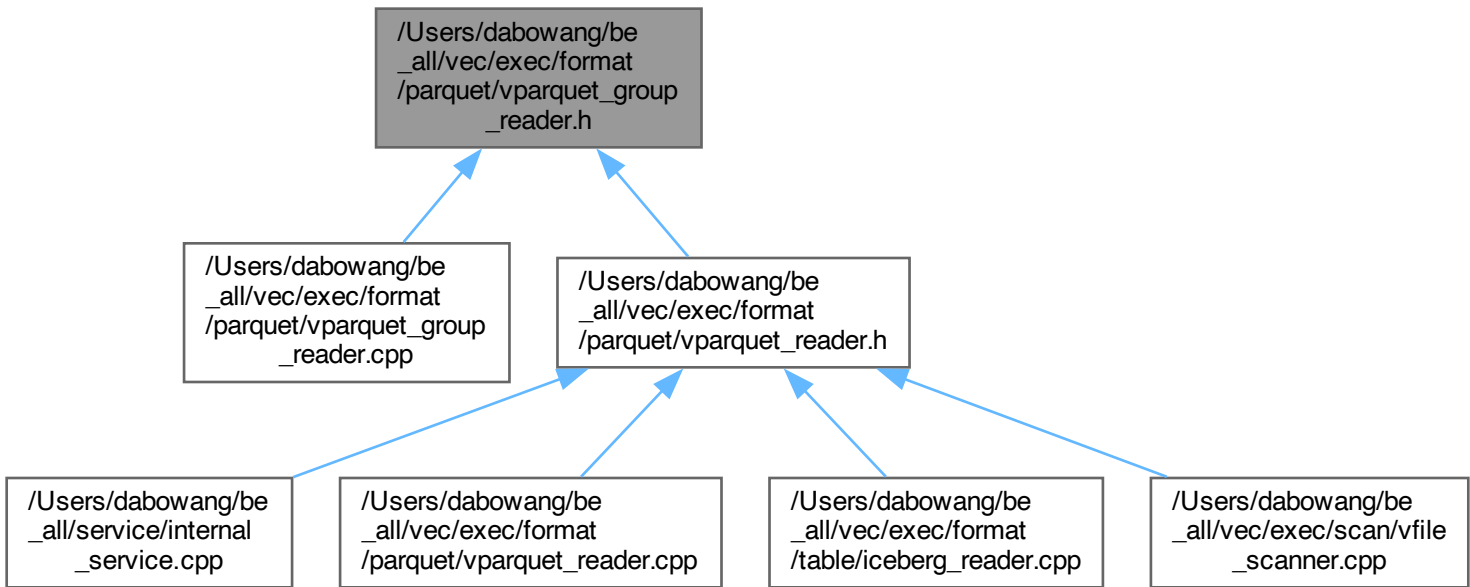 /Users/dabowang/be
_all/vec/exec/format
/parquet/vparquet_group
_reader.h
/Users/dabowang/be
_all/vec/exec/format
/parquet/vparquet_group
_reader.cpp
/Users/dabowang/be
_all/vec/exec/format
/parquet/vparquet_reader.h
/Users/dabowang/be
_all/service/internal
_service.cpp
/Users/dabowang/be
_all/vec/exec/format
/parquet/vparquet_reader.cpp
/Users/dabowang/be
_all/vec/exec/format
/table/iceberg_reader.cpp
/Users/dabowang/be
_all/vec/exec/scan/vfile
_scanner.cpp